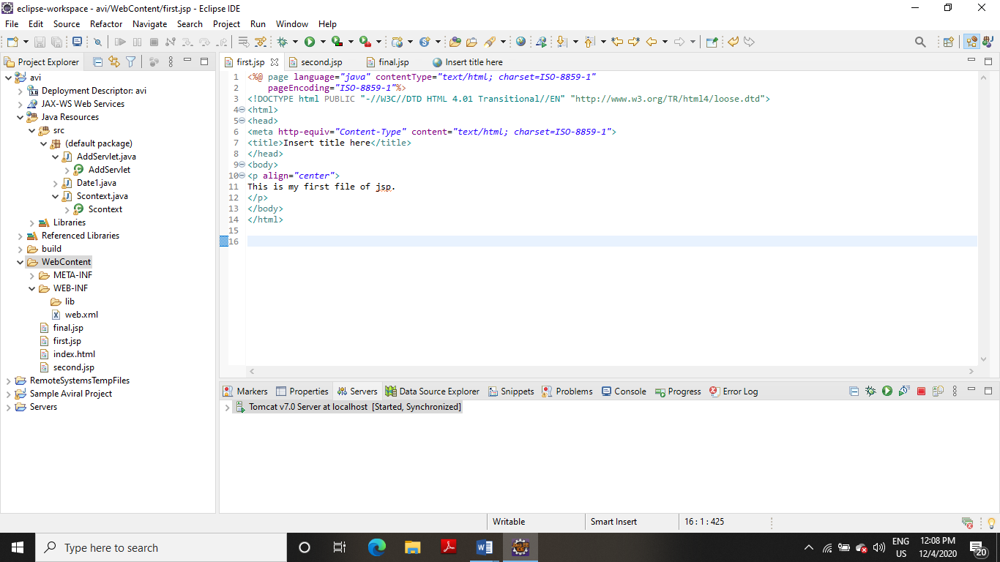 eclipse-workspace - avi/WebContent/first.jsp - Eclipse IDE
File Edit Source Refactor Navigate Search Project Run Window Help
Project Explorer
avi
Deployment Descriptor: avi
3.0
JAX-WS Web Services
Java Resources
src
(default package)
AddServlet.java
AddServlet
Date1.java
Scontext.java
Scontext
Libraries
Referenced Libraries
build
WebContent
META-INF
WEB-INF
lib
web.xml
final.jsp
first.jsp
index.html
second.jsp
RemoteSystemsTempFiles
Sample Aviral Project
Servers
first.jsp second.jsp final.jsp Insert title here
1 <%@ page language="java" contentType="text/html; charset=ISO-8859-1"
2 pageEncoding="ISO-8859-1"%>
3 <!DOCTYPE html PUBLIC "-//W3C//DTD HTML 4.01 Transitional//EN" "http://www.w3.org/TR/html4/loose.dtd">
4 <html>
5 <head>
6 <meta http-equiv="Content-Type" content="text/html; charset=ISO-8859-1">
7 <title>Insert title here</title>
8 </head>
9 <body>
10 <p align="center">
11 This is my first file of jsp.
12 </p>
13 </body>
14 </html>
15
16
Markers Properties Servers Data Source Explorer Snippets Problems Console Progress Error Log
Tomcat v7.0 Server at localhost [Started, Synchronized]
Writable Smart Insert 16 : 1 : 425
Type here to search
ENG
US
12:08 PM
12/4/2020
20